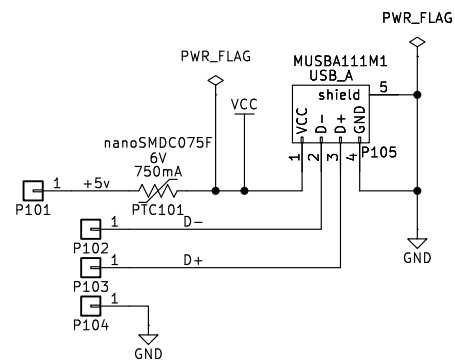 PWR_FLAG
PWR_FLAG
MUSBA111M1
USB_A
shield
5
VCC
VCC
D-
D+
GND
1
2
3
4
P105
nanoSMDC075F
6V
750mA
1
+5v
PTC101
P101
1
D-
P102
1
D+
P103
1
P104
GND
GND